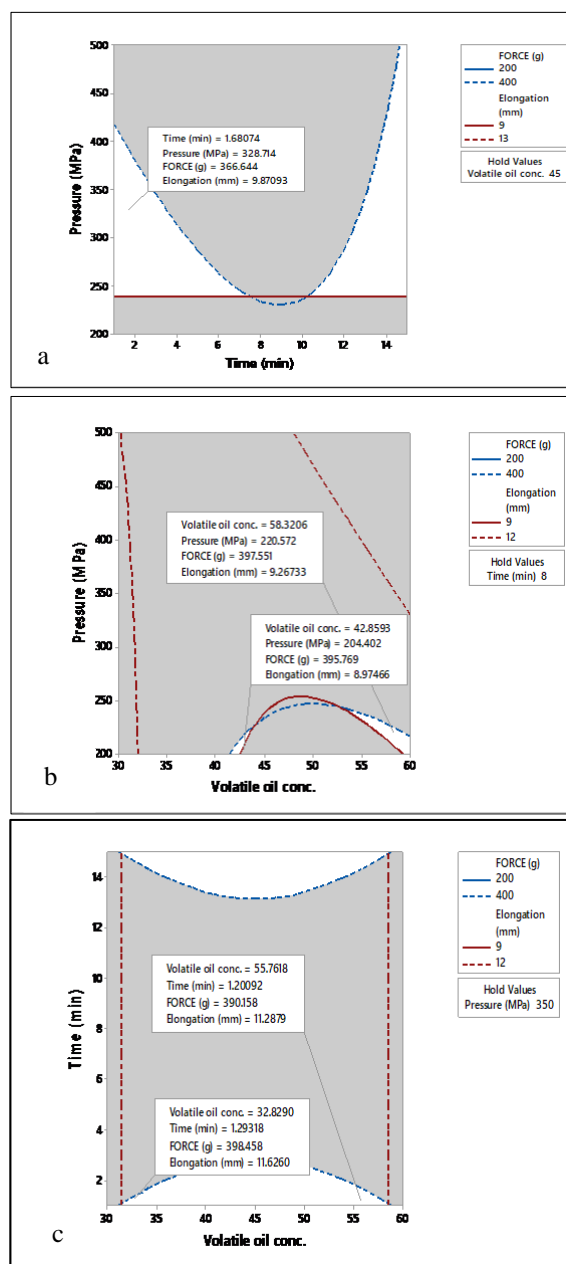 500
450
400
350
300
250
200
Pressure (MPa)
2 4 6 8 10 12 14
Time (min)
Time (min) = 1.68074
Pressure (MPa) = 328.714
FORCE (g) = 366.644
Elongation (mm) = 9.87093
FORCE (g)
200
400
Elongation
(mm)
9
13
Hold Values
Volatile oil conc. 45
a
500
450
400
350
300
250
200
Pressure (MPa)
30 35 40 45 50 55 60
Volatile oil conc.
Volatile oil conc. = 58.3206
Pressure (MPa) = 220.572
FORCE (g) = 397.551
Elongation (mm) = 9.26733
Volatile oil conc. = 42.8593
Pressure (MPa) = 204.402
FORCE (g) = 395.769
Elongation (mm) = 8.97466
FORCE (g)
200
400
Elongation
(mm)
9
12
Hold Values
Time (min) 8
b
14
12
10
8
6
4
2
Time (min)
30 35 40 45 50 55 60
Volatile oil conc.
Volatile oil conc. = 55.7618
Time (min) = 1.20092
FORCE (g) = 390.158
Elongation (mm) = 11.2879
Volatile oil conc. = 32.8290
Time (min) = 1.29318
FORCE (g) = 398.458
Elongation (mm) = 11.6260
FORCE (g)
200
400
Elongation
(mm)
9
12
Hold Values
Pressure (MPa) 350
c